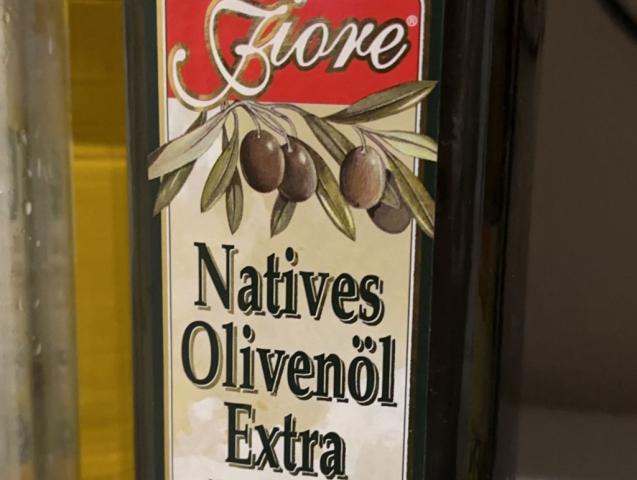 Fiore®
Natives
Olivenöl
Extra